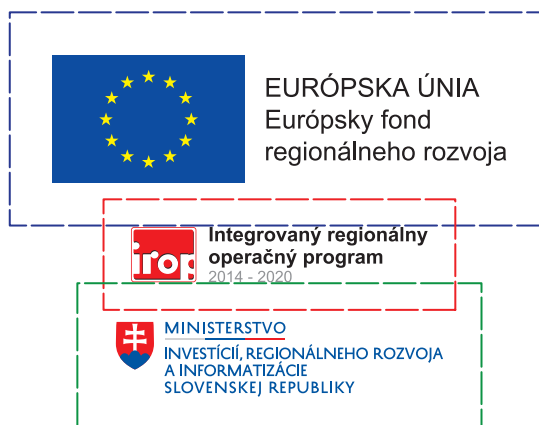 EURÓPSKA ÚNIA
Európsky fond
regionálneho rozvoja
irop
Integrovaný regionálny
operačný program
2014 - 2020
MINISTERSTVO
INVESTÍCIÍ, REGIONÁLNEHO ROZVOJA
A INFORMATIZÁCIE
SLOVENSKEJ REPUBLIKY